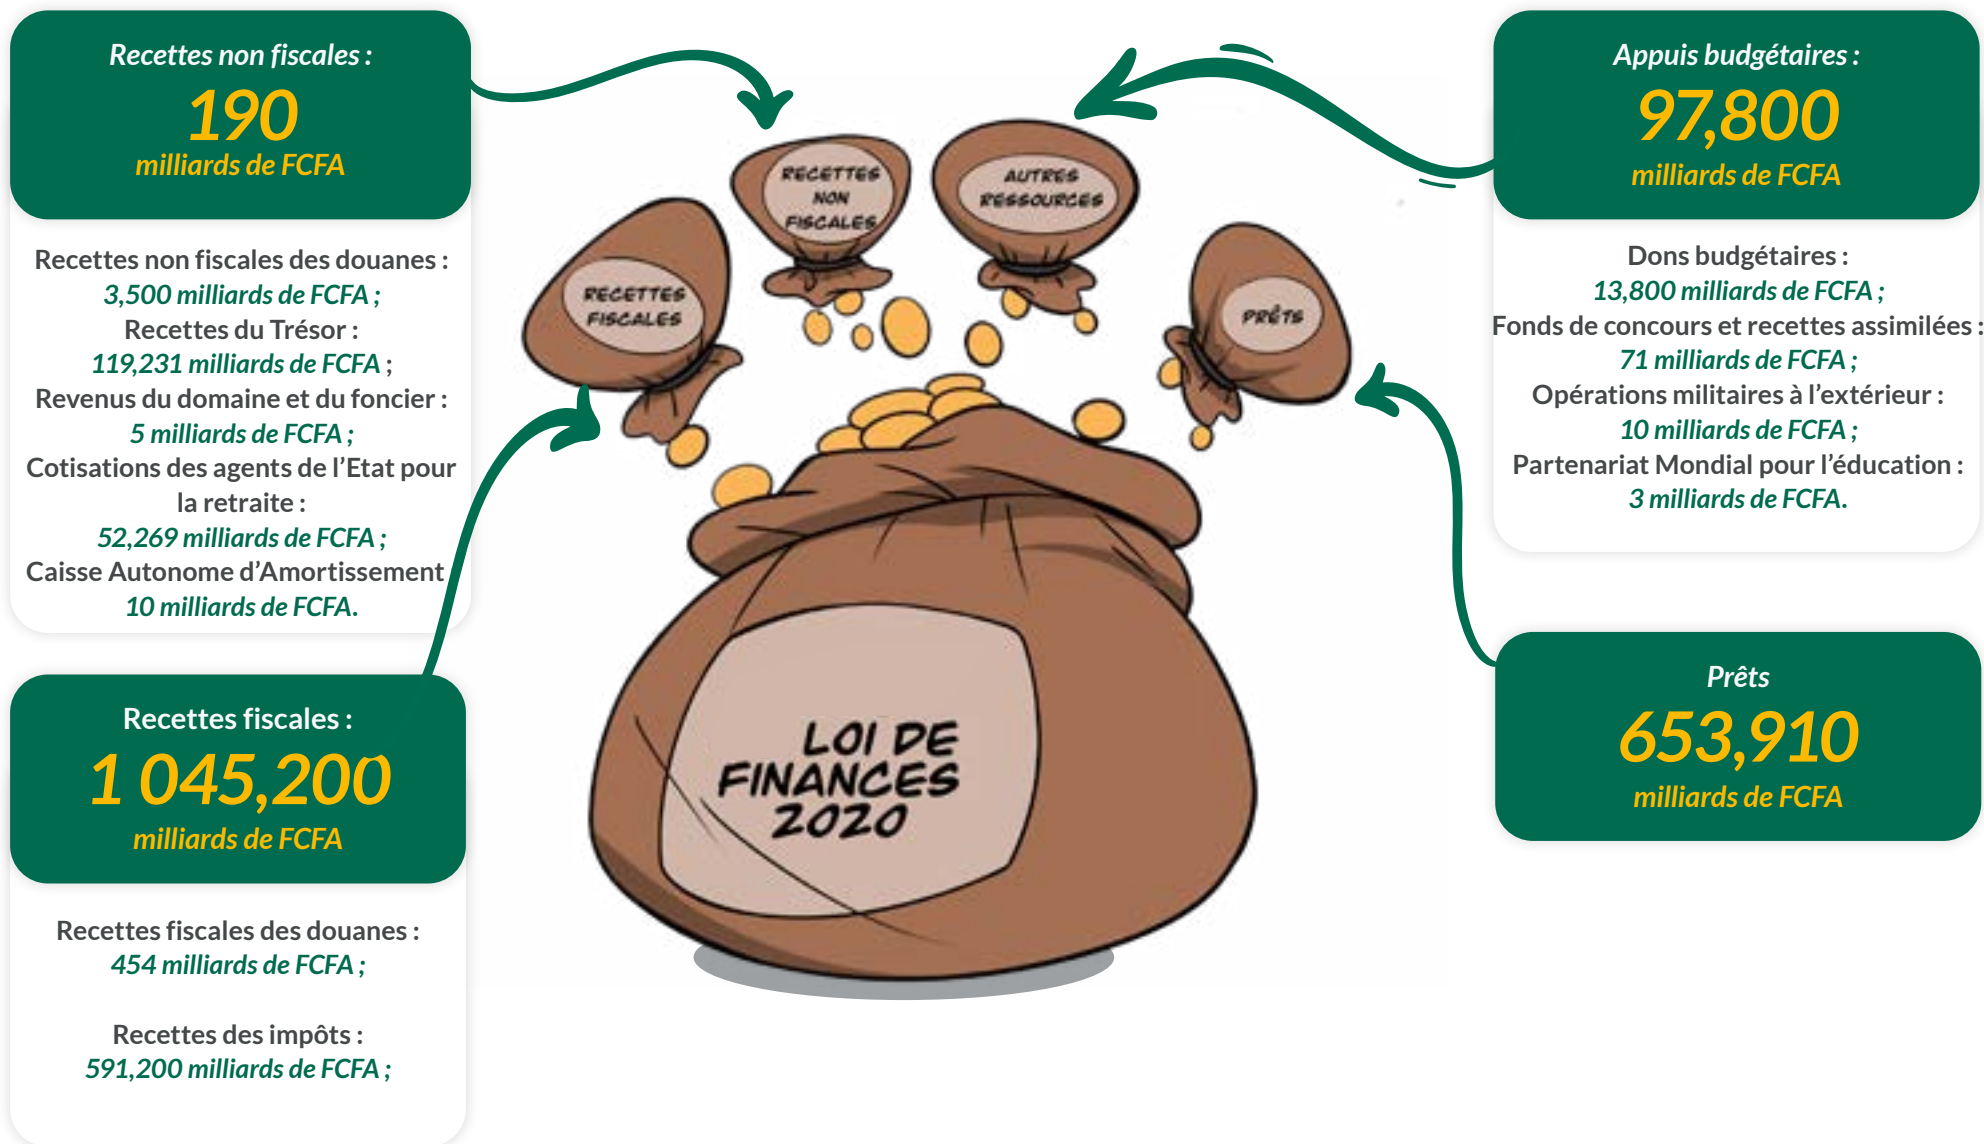 Recettes non fiscales :
190
milliards de FCFA
Recettes non fiscales des douanes :
3,500 milliards de FCFA ;
Recettes du Trésor :
119,231 milliards de FCFA ;
Revenus du domaine et du foncier :
5 milliards de FCFA ;
Cotisations des agents de l’Etat pour
la retraite :
52,269 milliards de FCFA ;
Caisse Autonome d’Amortissement
10 milliards de FCFA.
Recettes fiscales :
1 045,200
milliards de FCFA
Recettes fiscales des douanes :
454 milliards de FCFA ;
Recettes des impôts :
591,200 milliards de FCFA ;
RECETTES
FISCALES
RECETTES
NON
FISCALES
AUTRES
RESSOURCES
PRÊTS
LOI DE
FINANCES
2020
Appuis budgétaires :
97,800
milliards de FCFA
Dons budgétaires :
13,800 milliards de FCFA ;
Fonds de concours et recettes assimilées :
71 milliards de FCFA ;
Opérations militaires à l’extérieur :
10 milliards de FCFA ;
Partenariat Mondial pour l’éducation :
3 milliards de FCFA.
Prêts
653,910
milliards de FCFA